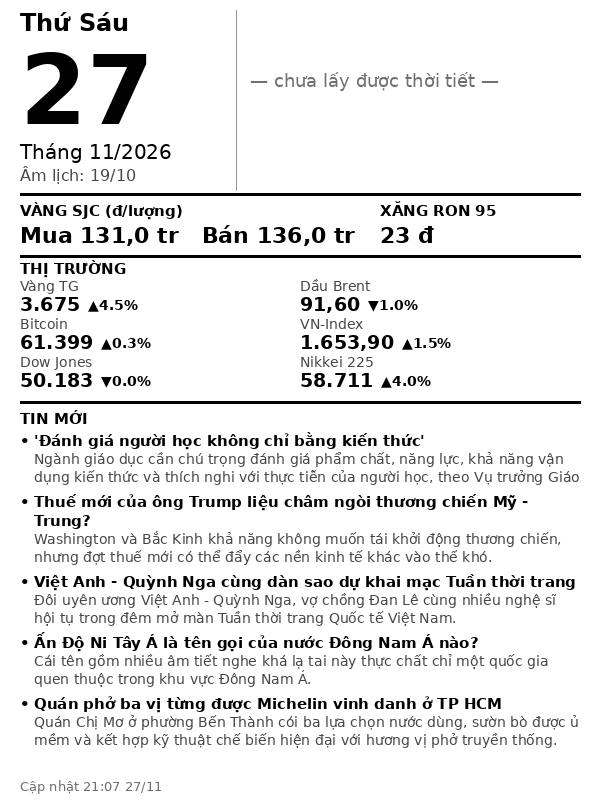 Thứ Sáu
27
Tháng 11/2026
Âm lịch: 19/10
— chưa lấy được thời tiết —
VÀNG SJC (đ/lượng)
Mua 131,0 tr Bán 136,0 tr
XĂNG RON 95
23 đ
THỊ TRƯỜNG
Vàng TG
3.675 ▲4.5%
Dầu Brent
91,60 ▼1.0%
Bitcoin
61.399 ▲0.3%
VN-Index
1.653,90 ▲1.5%
Dow Jones
50.183 ▼0.0%
Nikkei 225
58.711 ▲4.0%
TIN MỚI
• 'Đánh giá người học không chỉ bằng kiến thức'
Ngành giáo dục cần chú trọng đánh giá phẩm chất, năng lực, khả năng vận
dụng kiến thức và thích nghi với thực tiễn của người học, theo Vụ trưởng Giáo
• Thuế mới của ông Trump liệu châm ngòi thương chiến Mỹ -
Trung?
Washington và Bắc Kinh khả năng không muốn tái khởi động thương chiến,
nhưng đợt thuế mới có thể đẩy các nền kinh tế khác vào thế khó.
• Việt Anh - Quỳnh Nga cùng dàn sao dự khai mạc Tuần thời trang
Đôi uyên ương Việt Anh - Quỳnh Nga, vợ chồng Đan Lê cùng nhiều nghệ sĩ
hội tụ trong đêm mở màn Tuần thời trang Quốc tế Việt Nam.
• Ấn Độ Ni Tây Á là tên gọi của nước Đông Nam Á nào?
Cái tên gồm nhiều âm tiết nghe khá lạ tai này thực chất chỉ một quốc gia
quen thuộc trong khu vực Đông Nam Á.
• Quán phở ba vị từng được Michelin vinh danh ở TP HCM
Quán Chị Mơ ở phường Bến Thành cói ba lựa chọn nước dùng, sườn bò được ủ
mềm và kết hợp kỹ thuật chế biến hiện đại với hương vị phở truyền thống.
Cập nhật 21:07 27/11